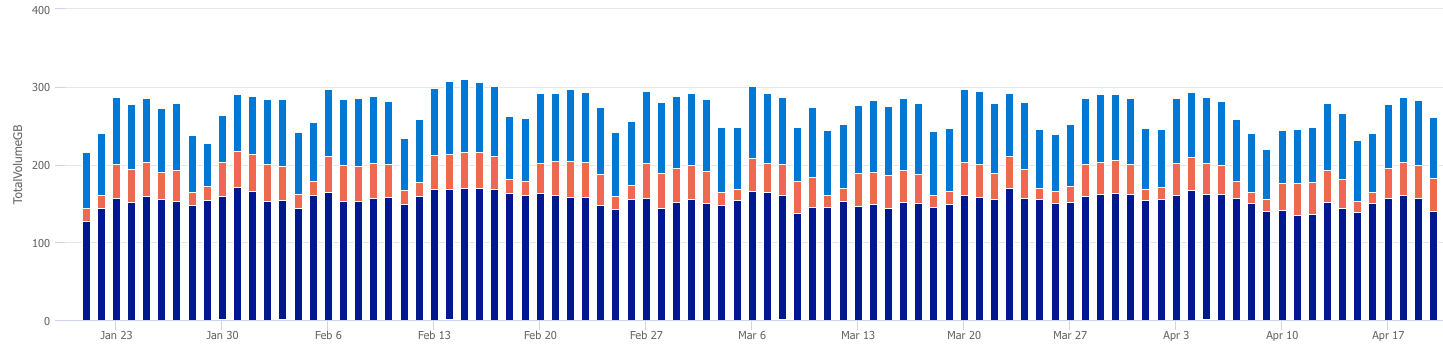 400
300
200
100
0
TotalVolumeGB
Jan 23
Jan 30
Feb 6
Feb 13
Feb 20
Feb 27
Mar 6
Mar 13
Mar 20
Mar 27
Apr 3
Apr 10
Apr 17